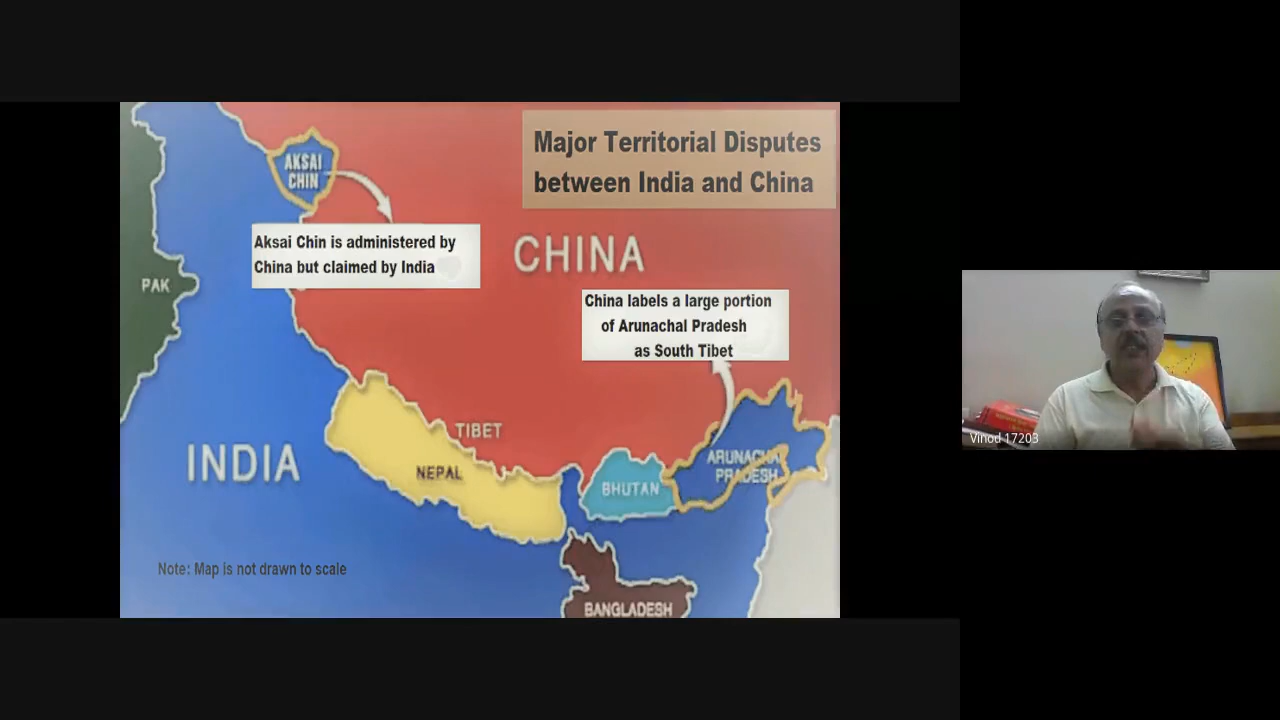 Major Territorial Disputes
between India and China
AKSAI
CHIN
Aksai Chin is administered by
China but claimed by India
CHINA
PAK
China labels a large portion
of Arunachal Pradesh
as South Tibet
TIBET
INDIA
NEPAL
BHUTAN
ARUNACHAL
PRADESH
Note: Map is not drawn to scale
BANGLADESH
Vinod 17203